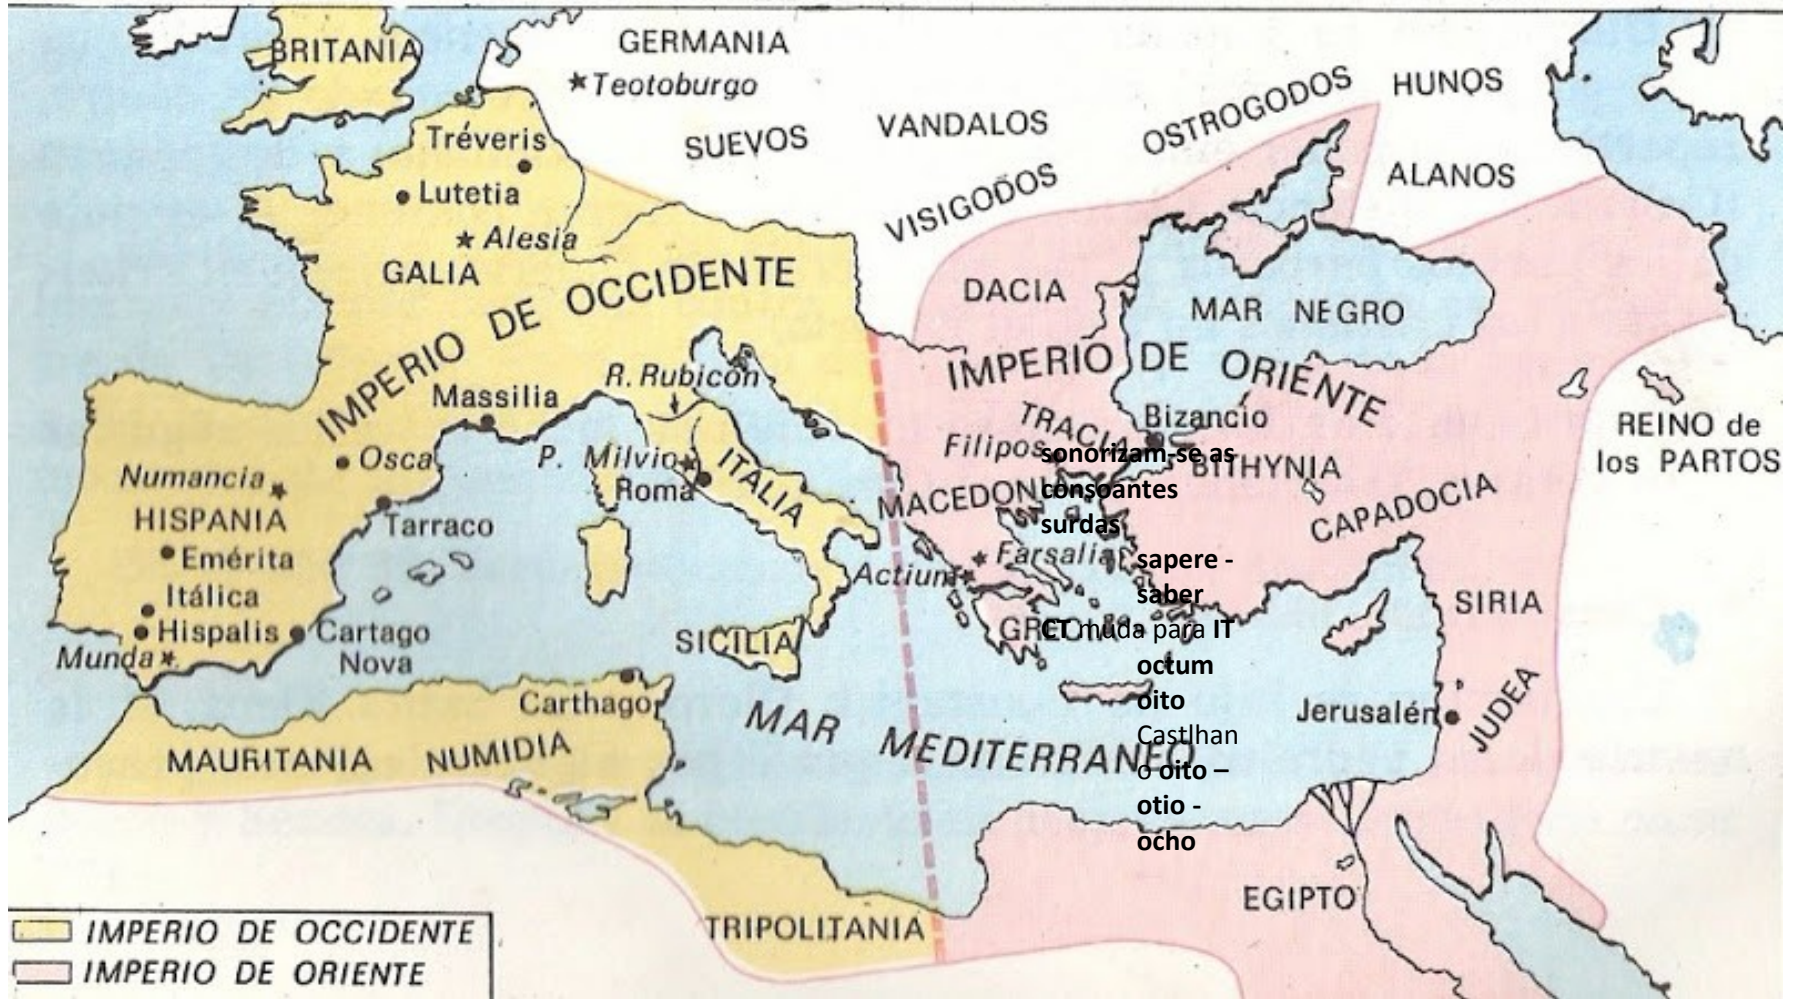 BRITANIA
GERMANIA
Teotoburgo
SUEVOS
VANDALOS
OSTROGODOS
HUNOS
VISIGODOS
ALANOS
Tréveris
Lutetia
Alesia
GALIA
IMPERIO DE OCCIDENTE
DACIA
MAR NEGRO
IMPERIO DE ORIENTE
R. Rubicón
Massilia
TRACIA
Bizancio
Filipos
REINO de
los PARTOS
Osca
P. Milvio
ITALIA
Roma
Numancia
HISPANIA
Tarraco
Emérita
Itálica
Hispalis
Cartago
Nova
Munda
MACEDONIA
BITHYNIA
CAPADOCIA
Farsalia
Actium
SICILIA
SIRIA
sonorizam-se as
consoantes
surdas
sapere -
saber
CT muda para IT
octum
oito
Castlhan
o oito –
otio -
ocho
Carthago
MAURITANIA
NUMIDIA
MAR MEDITERRANEO
Jerusalén
JUDEA
EGIPTO
TRIPOLITANIA
IMPERIO DE OCCIDENTE
IMPERIO DE ORIENTE